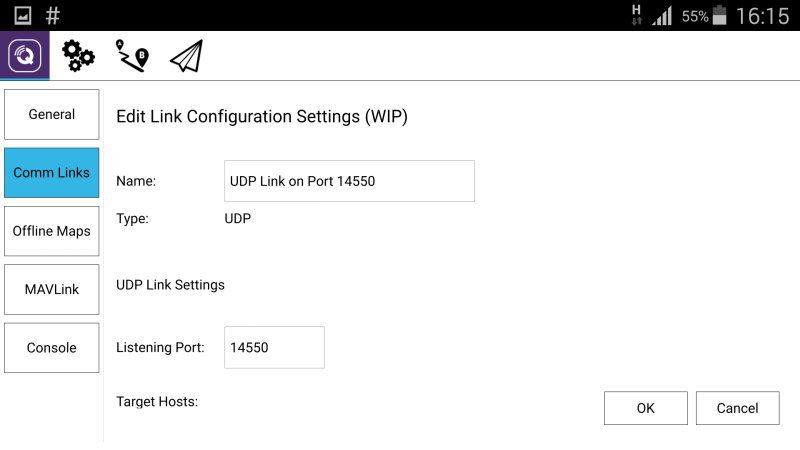 #
H
55%
16:15
B
General
Edit Link Configuration Settings (WIP)
Comm Links
Name:
UDP Link on Port 14550
Offline Maps
Type:
UDP
MAVLink
UDP Link Settings
Console
Listening Port:
14550
Target Hosts:
OK
Cancel